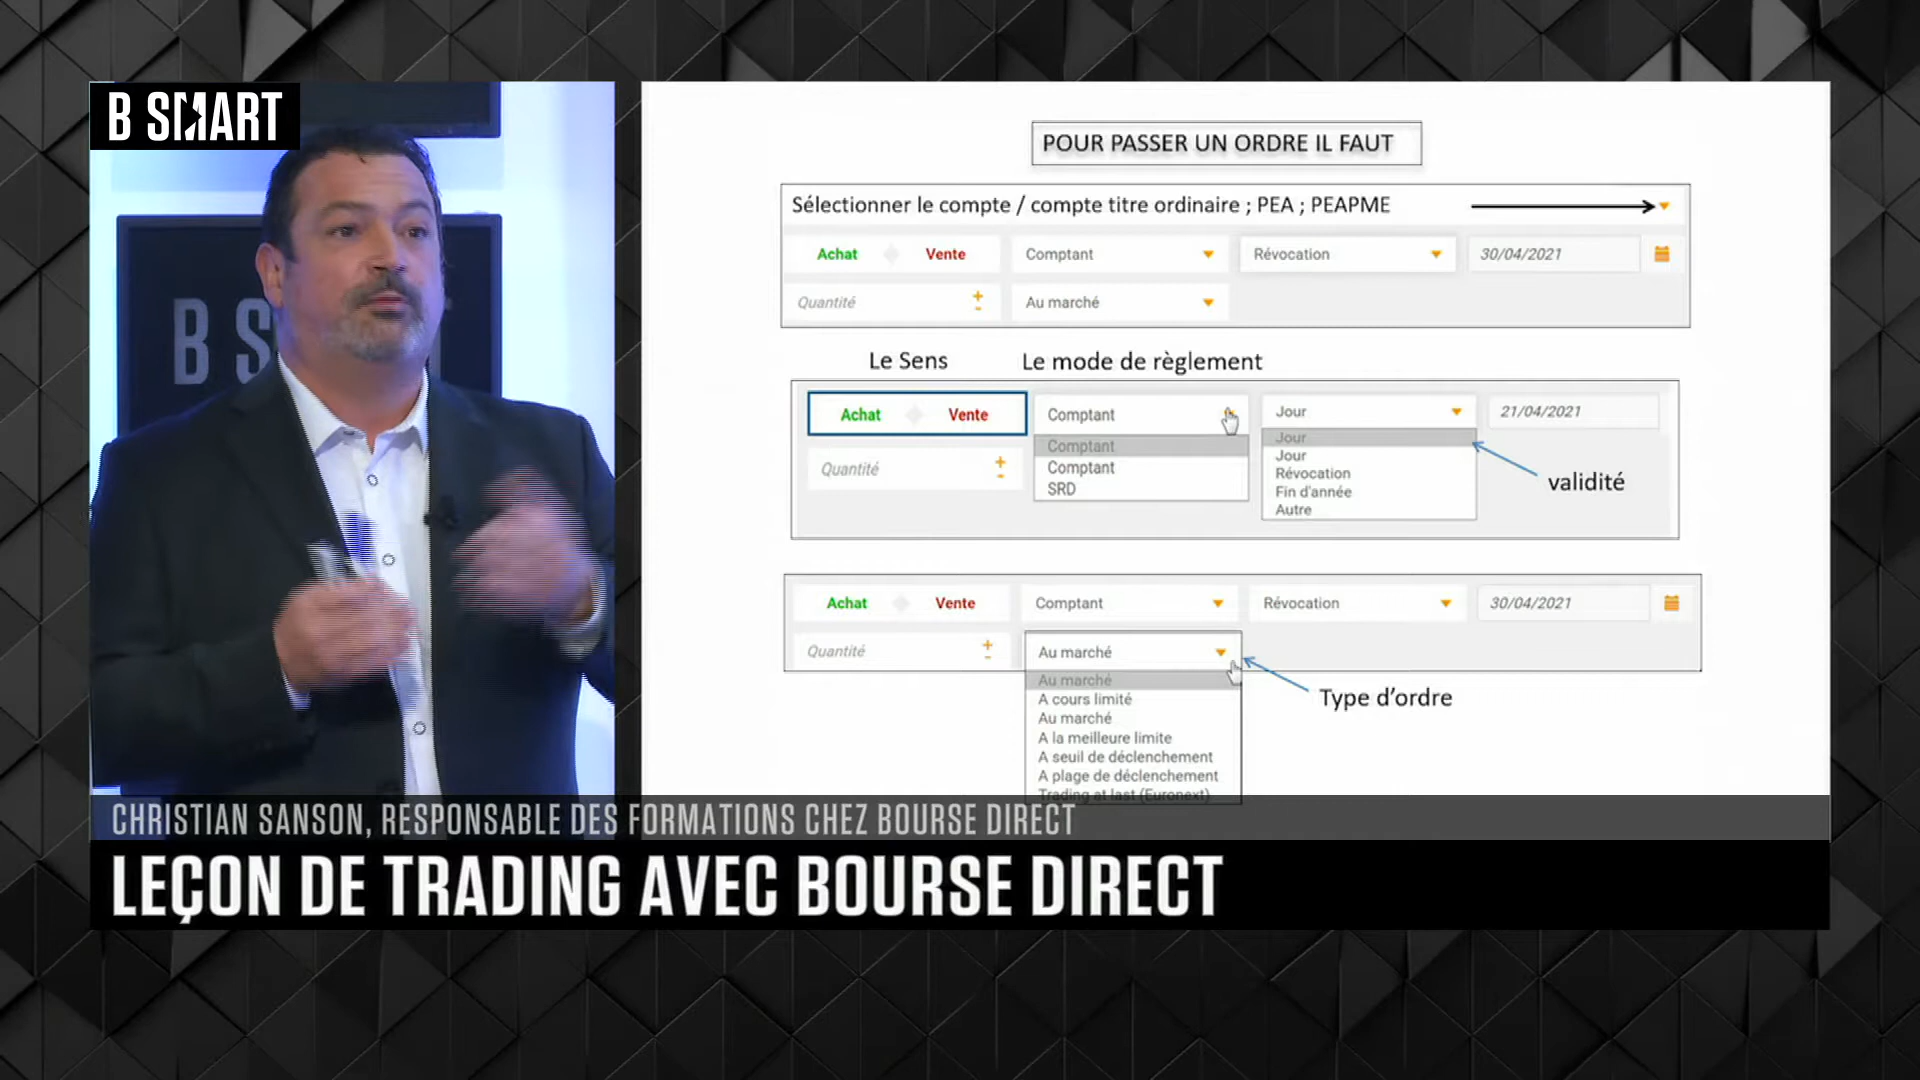 B SMART
B S
T
POUR PASSER UN ORDRE IL FAUT
Sélectionner le compte / compte titre ordinaire ; PEA ; PEAPME
Achat Vente Comptant Révocation 30/04/2021
Quantité + - Au marché
Le Sens Le mode de règlement
Achat Vente Comptant Jour 21/04/2021
Quantité + -
Comptant
Comptant
SRD
Jour
Jour
Révocation
Fin d'année
Autre
validité
Achat Vente Comptant Révocation 30/04/2021
Quantité + - Au marché
Au marché
A cours limité
Au marché
A la meilleure limite
A seuil de déclenchement
A plage de déclenchement
Trading at last (Euronext)
Type d'ordre
CHRISTIAN SANSON, RESPONSABLE DES FORMATIONS CHEZ BOURSE DIRECT
LEÇON DE TRADING AVEC BOURSE DIRECT